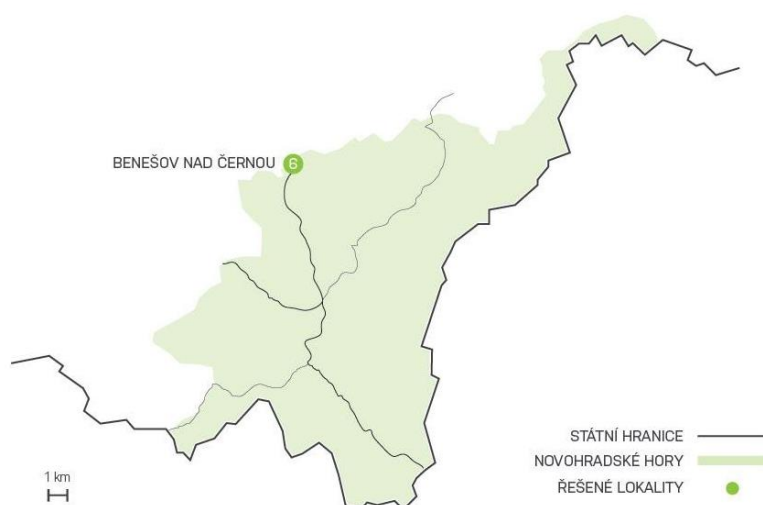 BENEŠOV NAD ČERNOU 6
STÁTNÍ HRANICE
NOVOHRADSKÉ HORY
ŘEŠENÉ LOKALITY
1 km